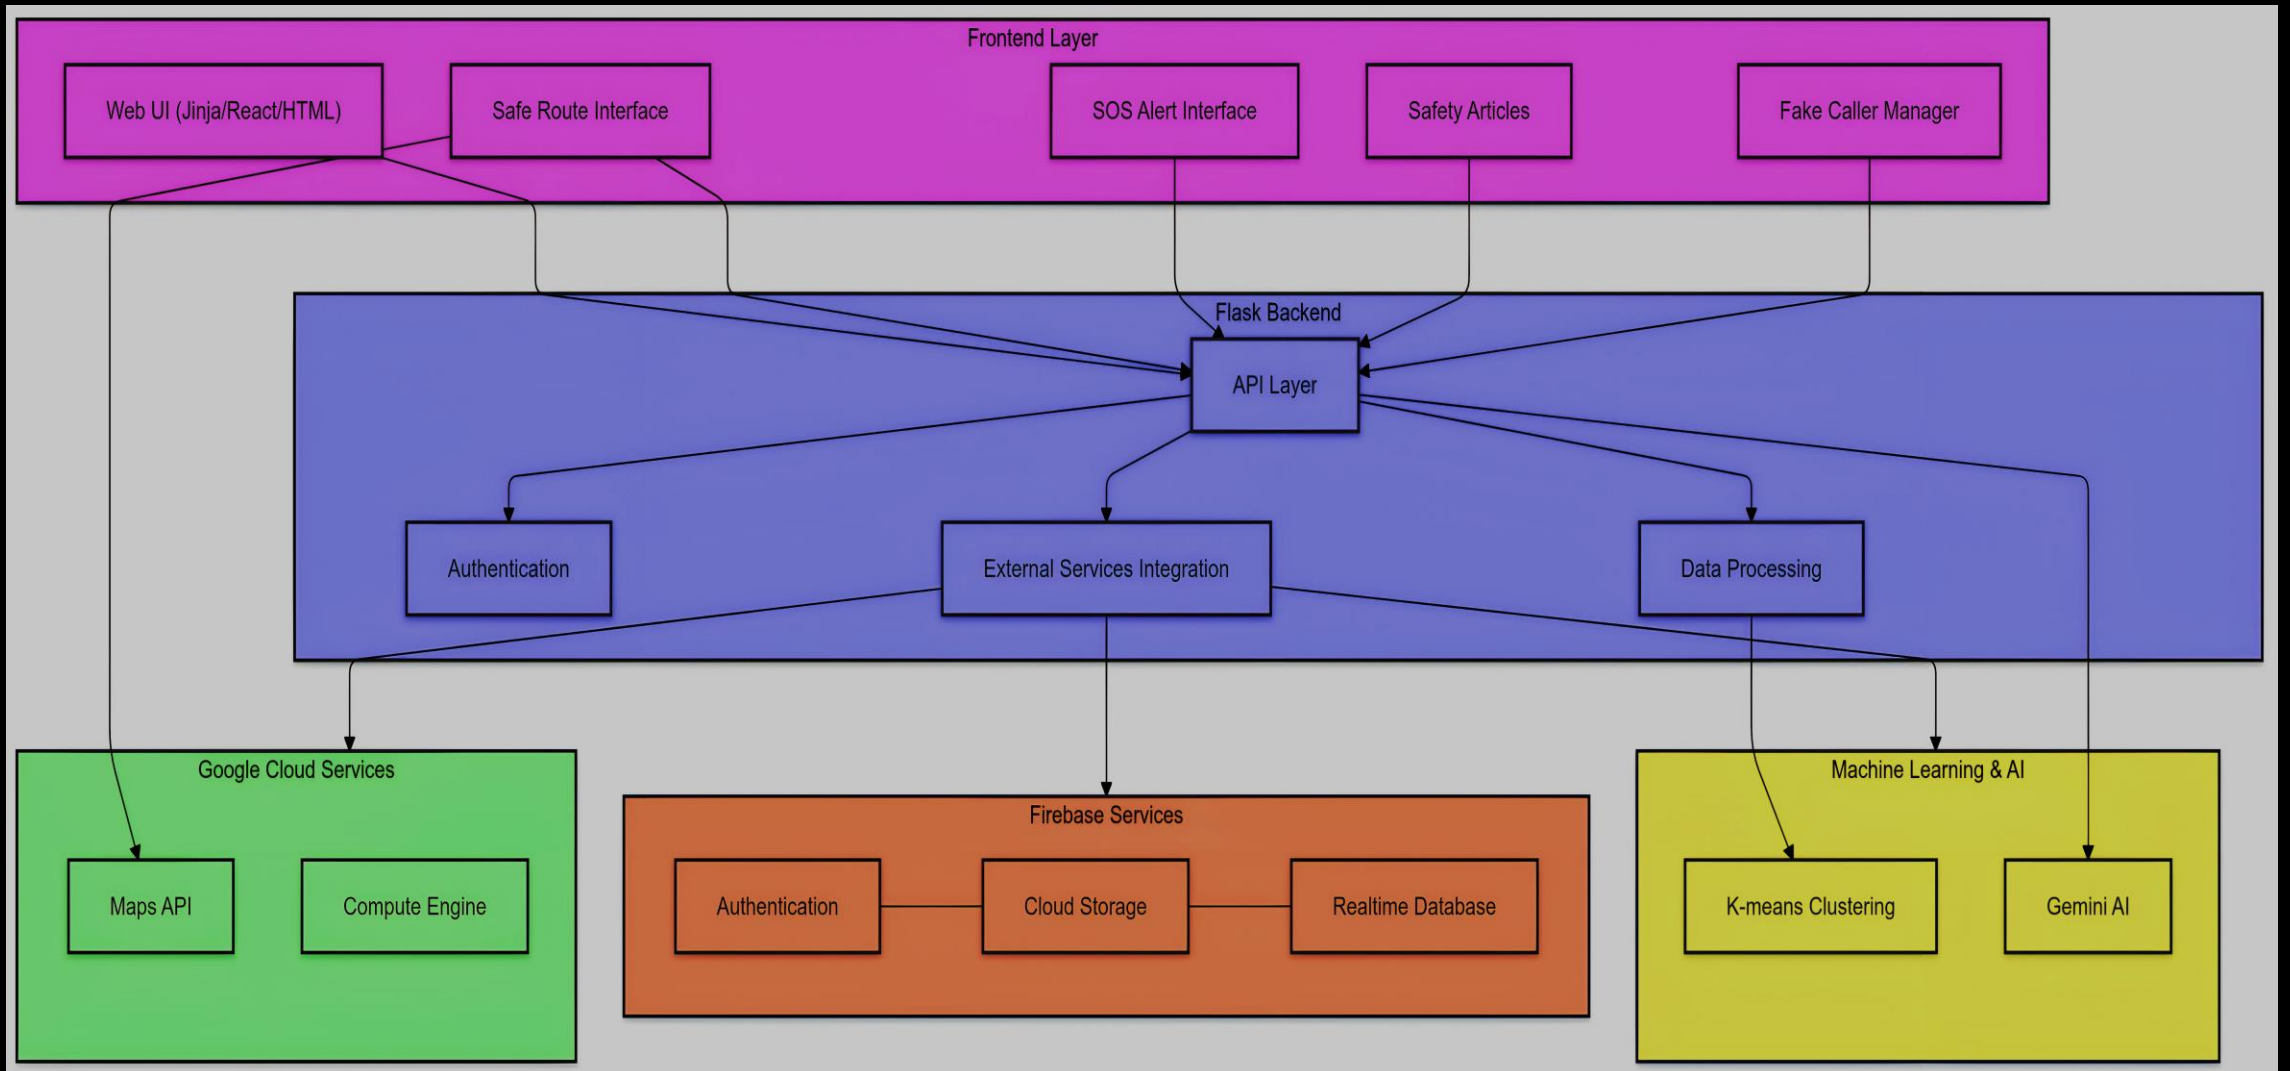 Frontend Layer
Web UI (Jinja/React/HTML)
Safe Route Interface
SOS Alert Interface
Safety Articles
Fake Caller Manager
Flask Backend
API Layer
Authentication
External Services Integration
Data Processing
Google Cloud Services
Maps API
Compute Engine
Firebase Services
Authentication
Cloud Storage
Realtime Database
Machine Learning & AI
K-means Clustering
Gemini AI